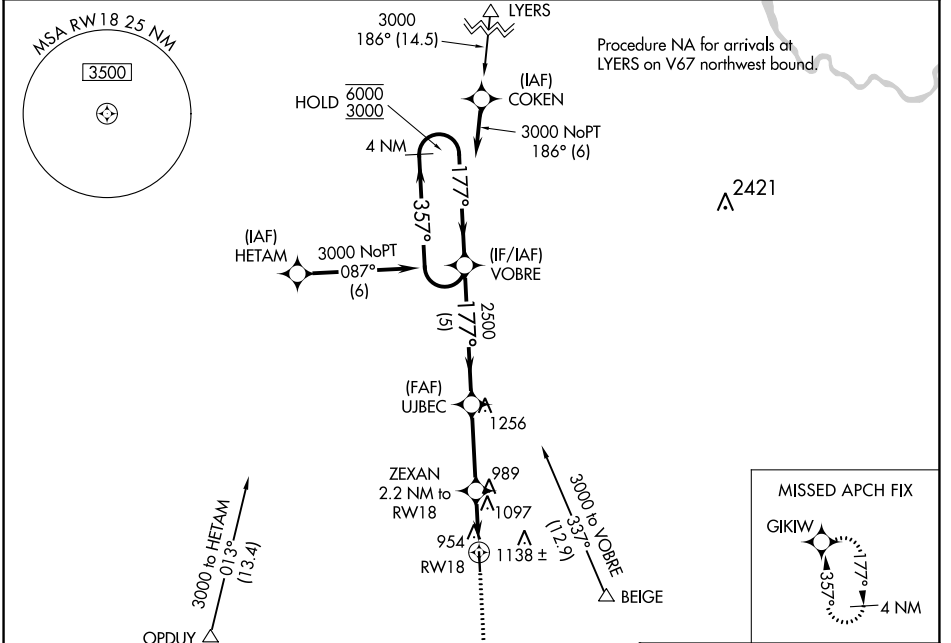 MSA RW18 25 NM
3500
LYERS
3000
186° (14.5)
Procedure NA for arrivals at
LYERS on V67 northwest bound.
(IAF)
COKEN
HOLD 6000
3000
3000 NoPT
186° (6)
4 NM
177°
357°
2421
(IAF)
HETAM
3000 NoPT
087°
(6)
(IF/IAF)
VOBRE
2500
177°
(5)
(FAF)
UJBEC
1256
ZEXAN
2.2 NM to
RW18
989
1097
954
1138 ±
RW18
3000 to HETAM
013°
(13.4)
OPDUY
3000 to VOBRE
337°
(12.9)
BEIGE
MISSED APCH FIX
GIKIW
177°
357°
4 NM